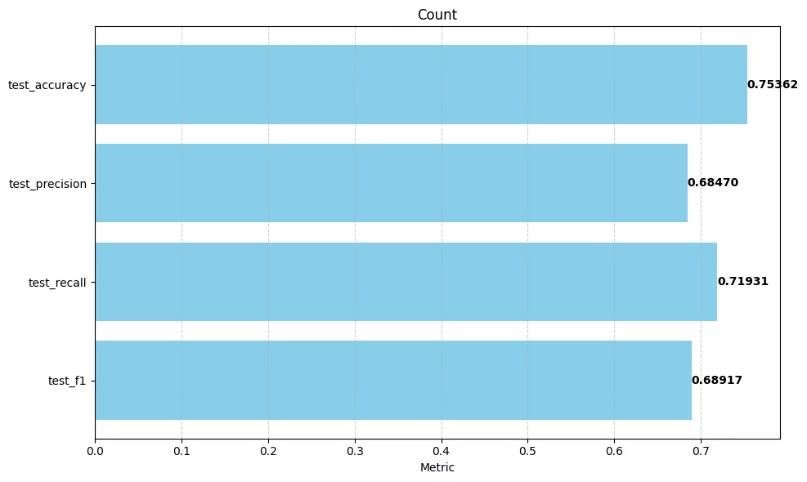 Count
test_accuracy 0.75362
test_precision 0.68470
test_recall 0.71931
test_f1 0.68917
0.0 0.1 0.2 0.3 0.4 0.5 0.6 0.7
Metric